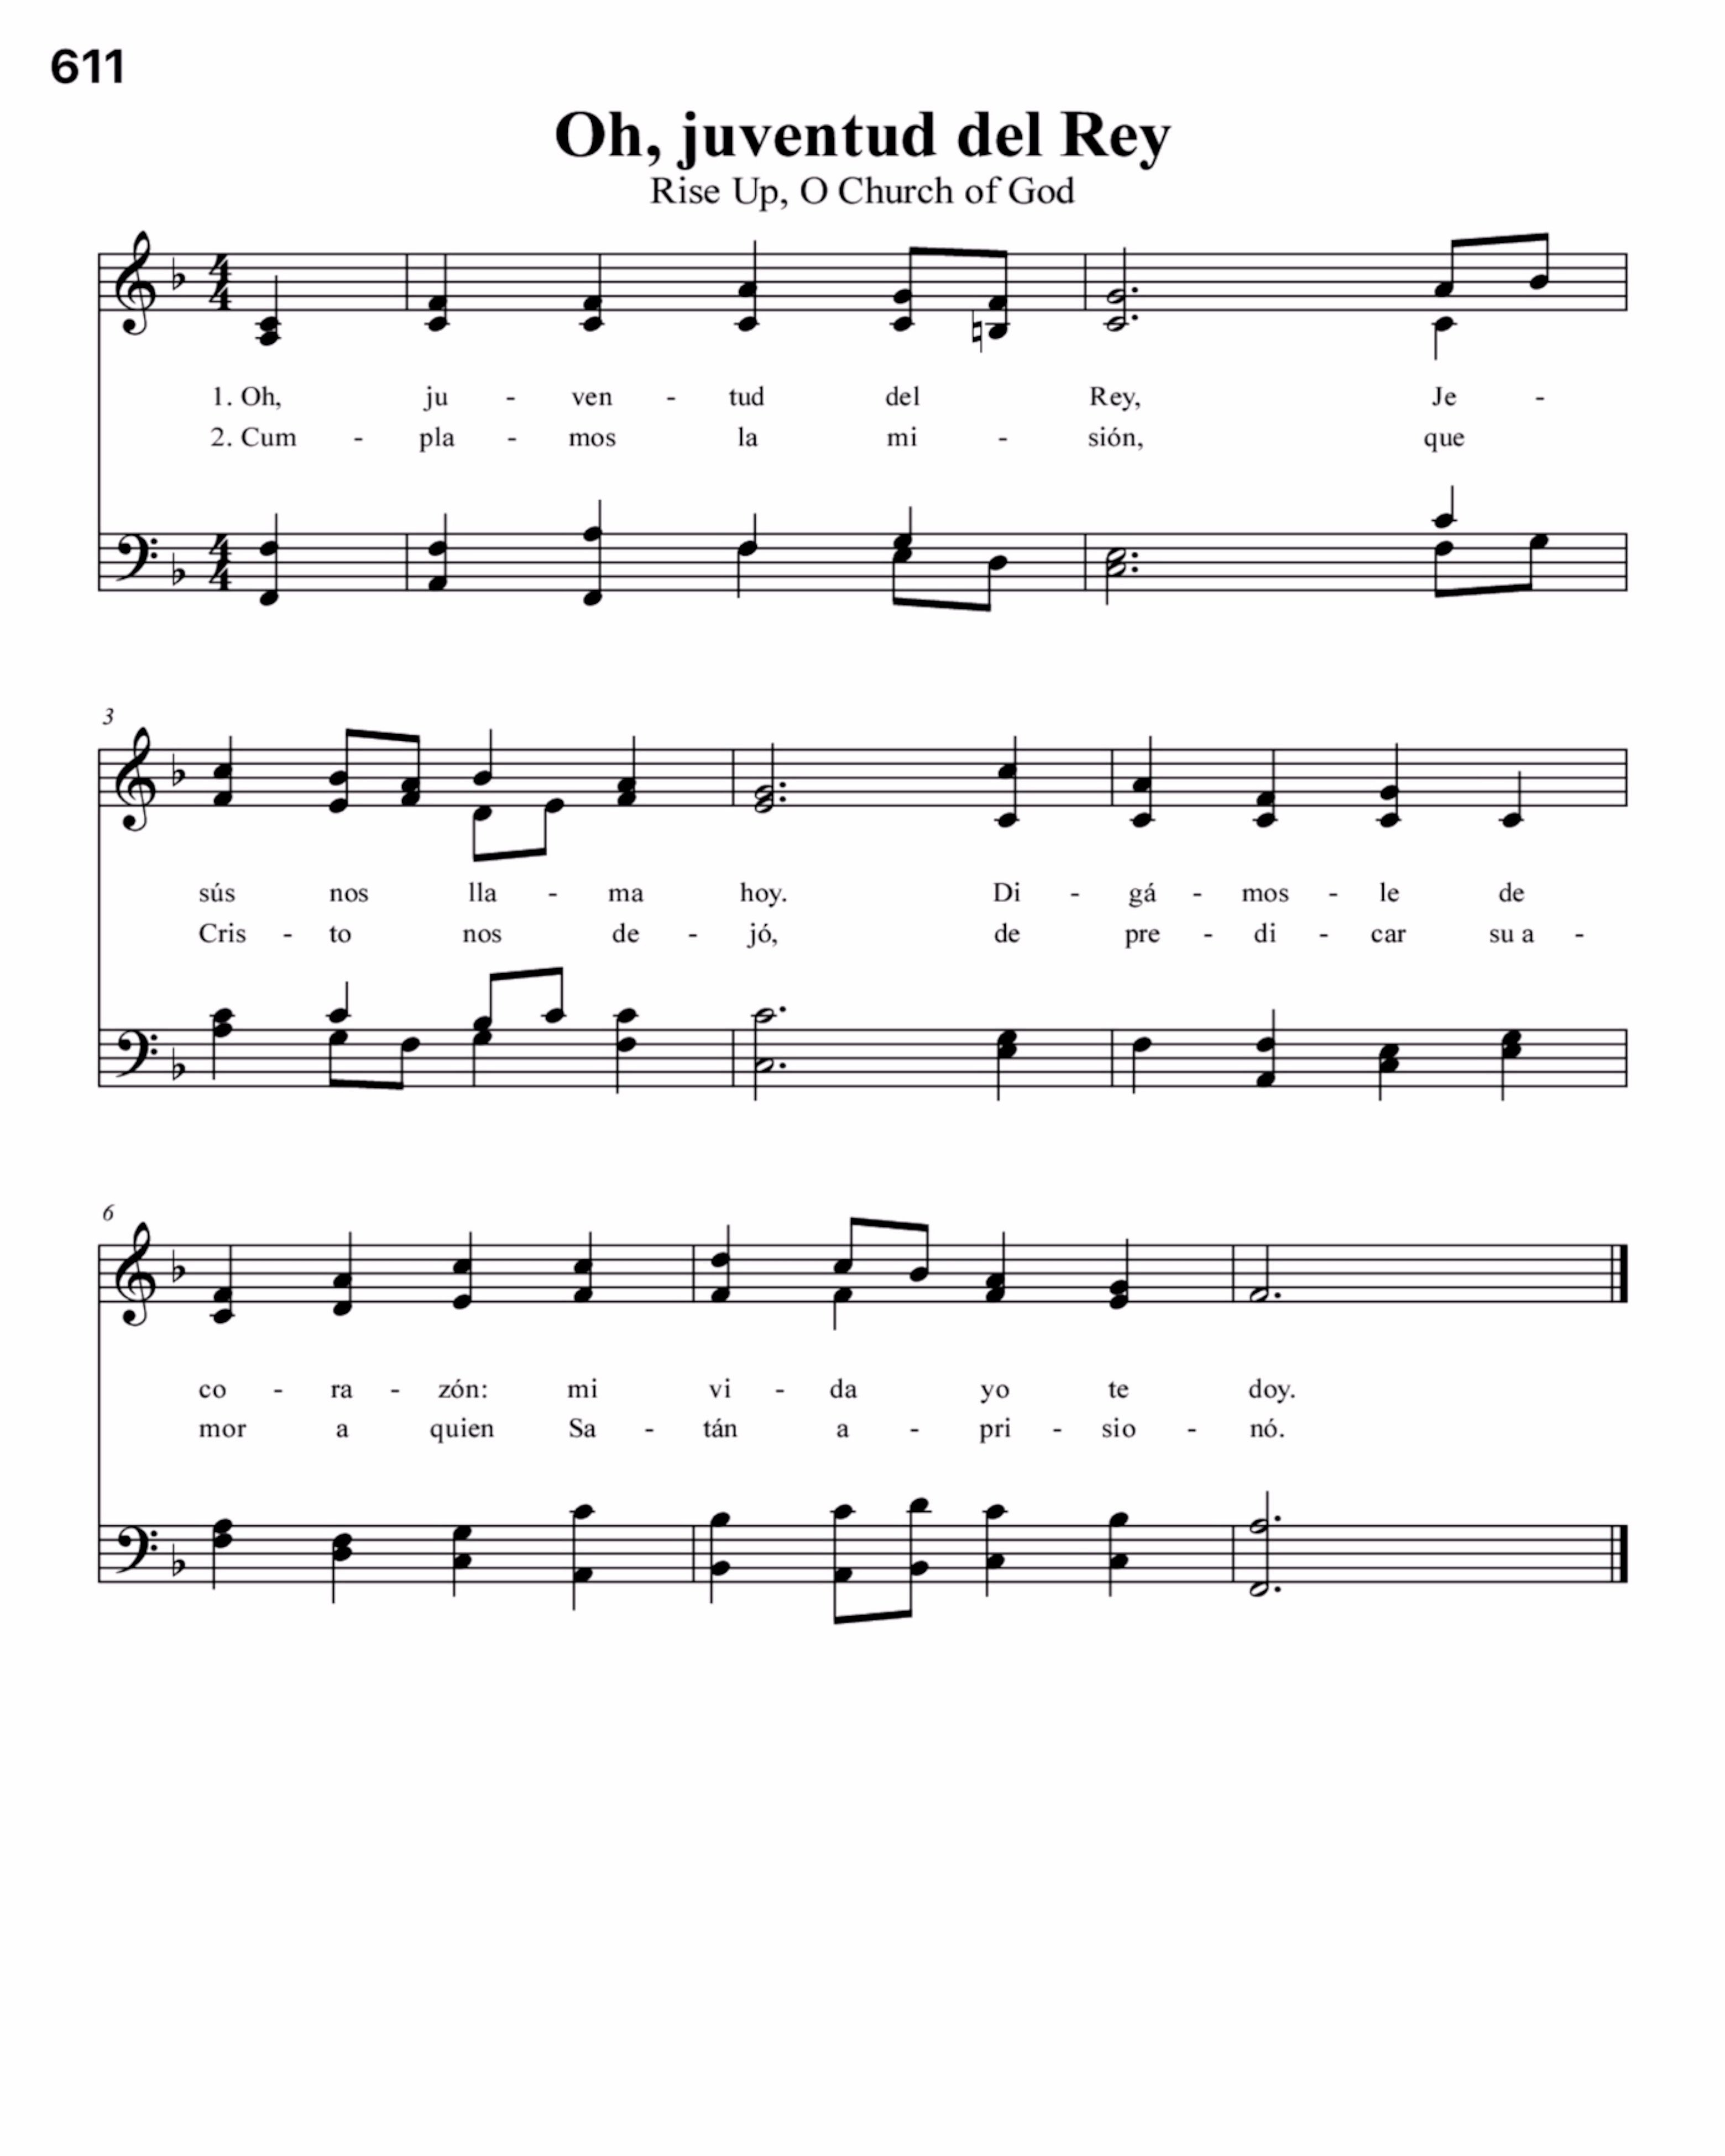 611
Oh, juventud del Rey
Rise Up, O Church of God
1. Oh, ju - ven - tud del Rey, Je -
2. Cum - pla - mos la mi - sión, que
3
sús nos lla - ma hoy. Di - gá - mos - le de
Cris - to nos de - jó, de pre - di - car su a -
6
co - ra - zón: mi vi - da yo te doy.
mor a quien Sa - tán a - pri - sio - nó.